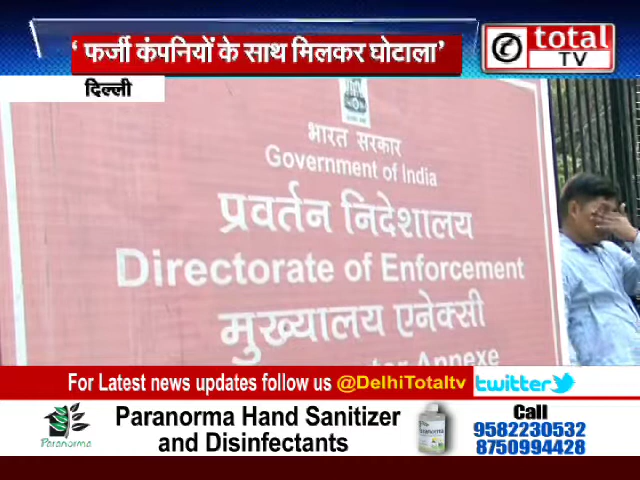 ‘ फर्जी कंपनियों के साथ मिलकर घोटाला’
total
TV
दिल्ली
भारत सरकार
Government of India
प्रवर्तन निदेशालय
Directorate of Enforcement
मुख्यालय एनेक्सी
Annexe
For Latest news updates follow us @DelhiTotaltv twitter
Paranorma Hand Sanitizer
and Disinfectants
Paranorma
Call
9582230532
8750994428